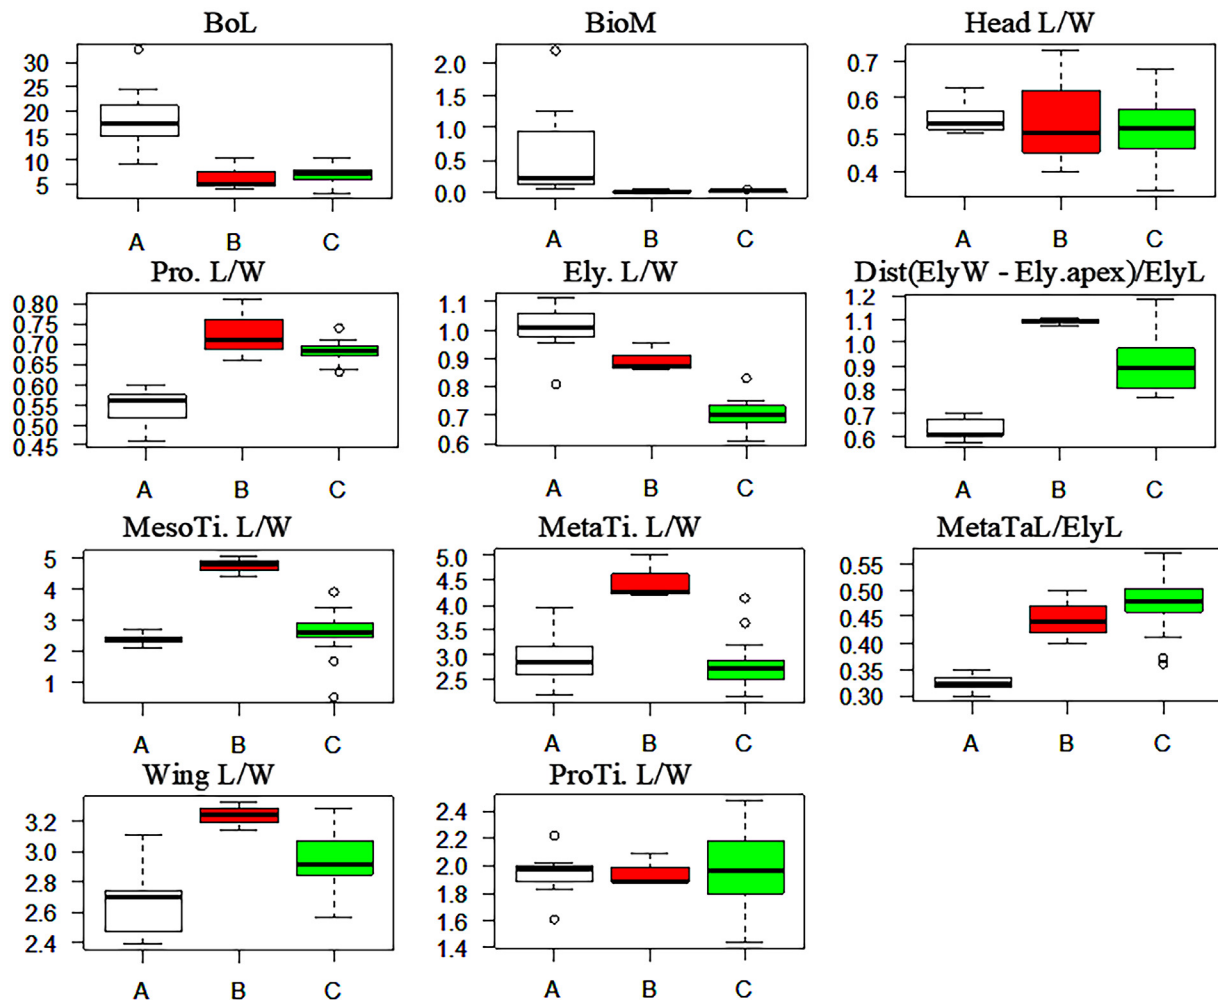 BoL
30
25
20
15
10
5
A B C
BioM
2.0
1.5
1.0
0.5
0.0
A B C
Head L/W
0.7
0.6
0.5
0.4
A B C
Pro. L/W
0.80
0.75
0.70
0.65
0.60
0.55
0.50
0.45
A B C
Ely. L/W
1.1
1.0
0.9
0.8
0.7
0.6
A B C
Dist(ElyW - Ely.apex)/ElyL
1.2
1.1
1.0
0.9
0.8
0.7
0.6
A B C
MesoTi. L/W
5
4
3
2
1
A B C
MetaTi. L/W
5.0
4.5
4.0
3.5
3.0
2.5
A B C
MetaTaL/ElyL
0.55
0.50
0.45
0.40
0.35
0.30
A B C
Wing L/W
3.2
3.0
2.8
2.6
2.4
A B C
ProTi. L/W
2.4
2.2
2.0
1.8
1.6
1.4
A B C